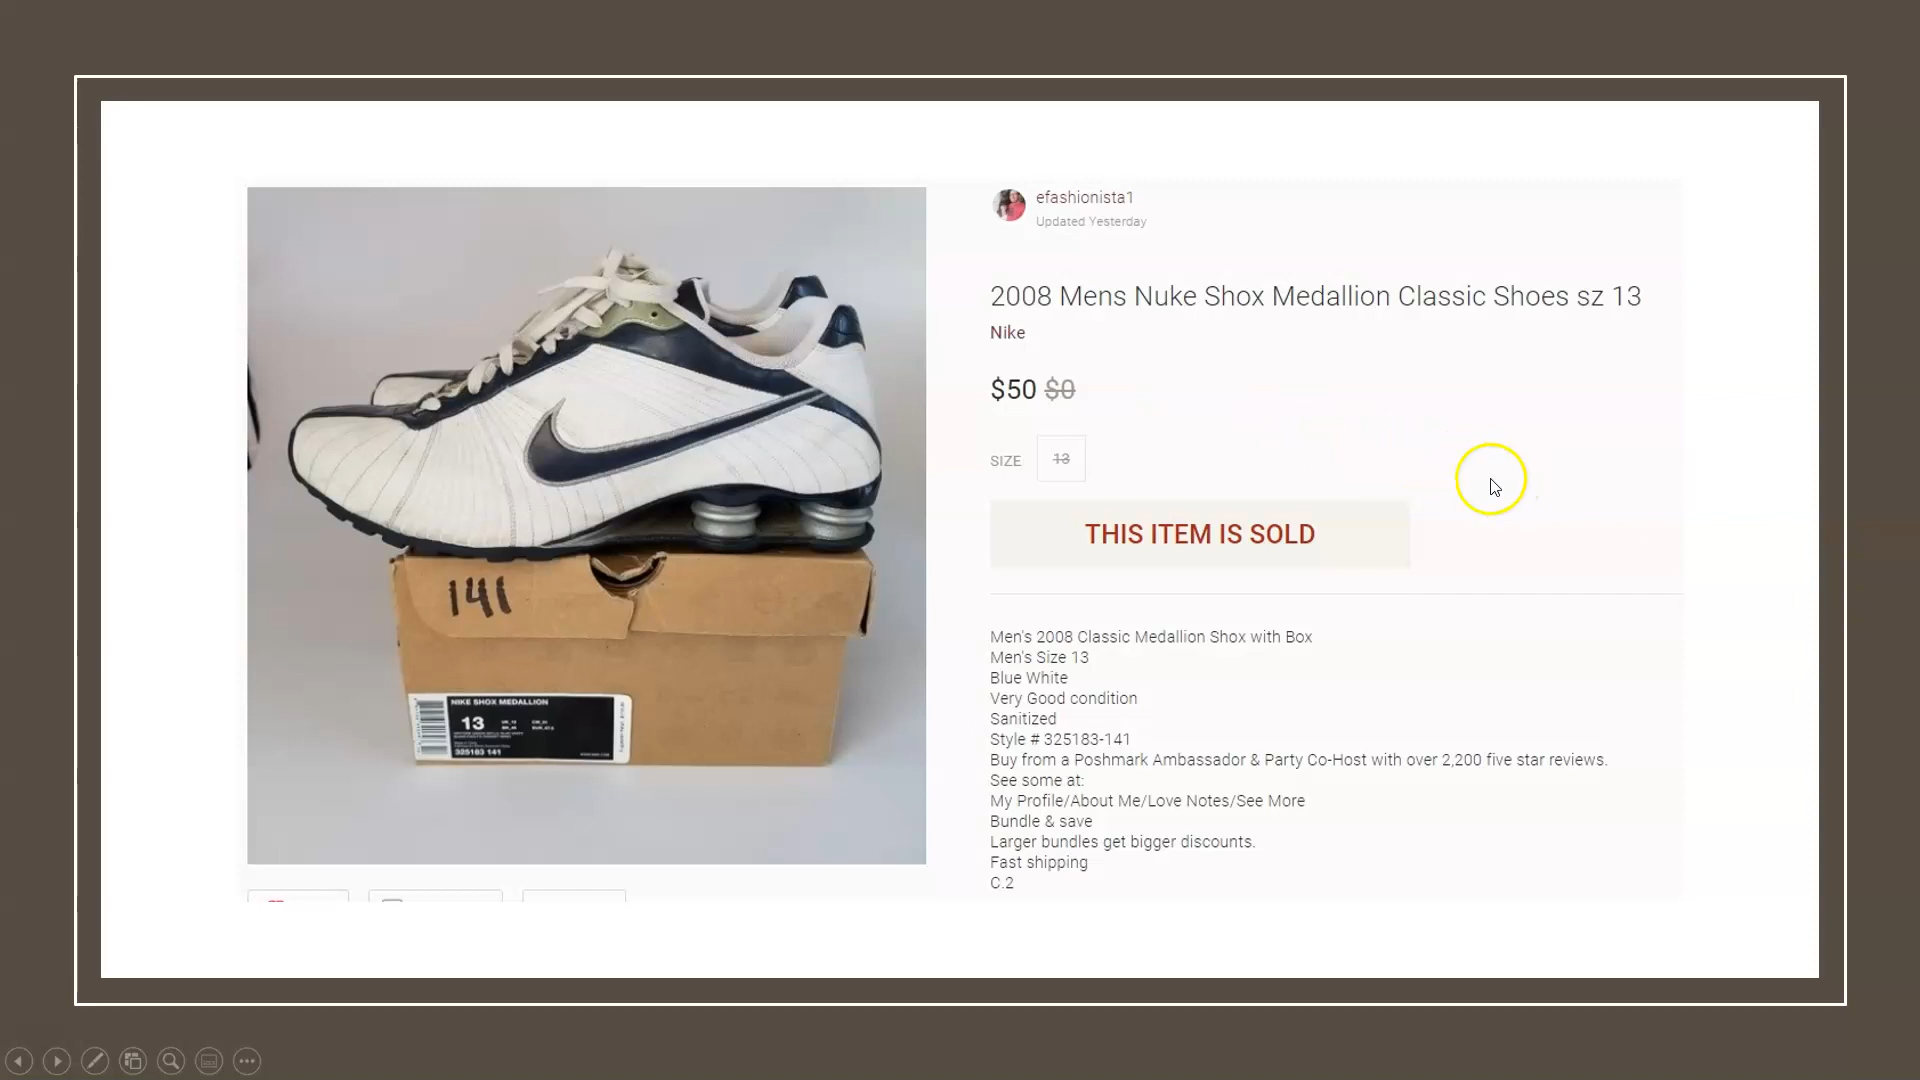 efashionista1
Updated Yesterday
2008 Mens Nuke Shox Medallion Classic Shoes sz 13
Nike
$50 $0
SIZE 13
THIS ITEM IS SOLD
Men's 2008 Classic Medallion Shox with Box
Men's Size 13
Blue White
Very Good condition
Sanitized
Style # 325183-141
Buy from a Poshmark Ambassador & Party Co-Host with over 2,200 five star reviews.
See some at:
My Profile/About Me/Love Notes/See More
Bundle & save
Larger bundles get bigger discounts.
Fast shipping
C.2
141
NIKE SHOX MEDALLION
13
325183 141